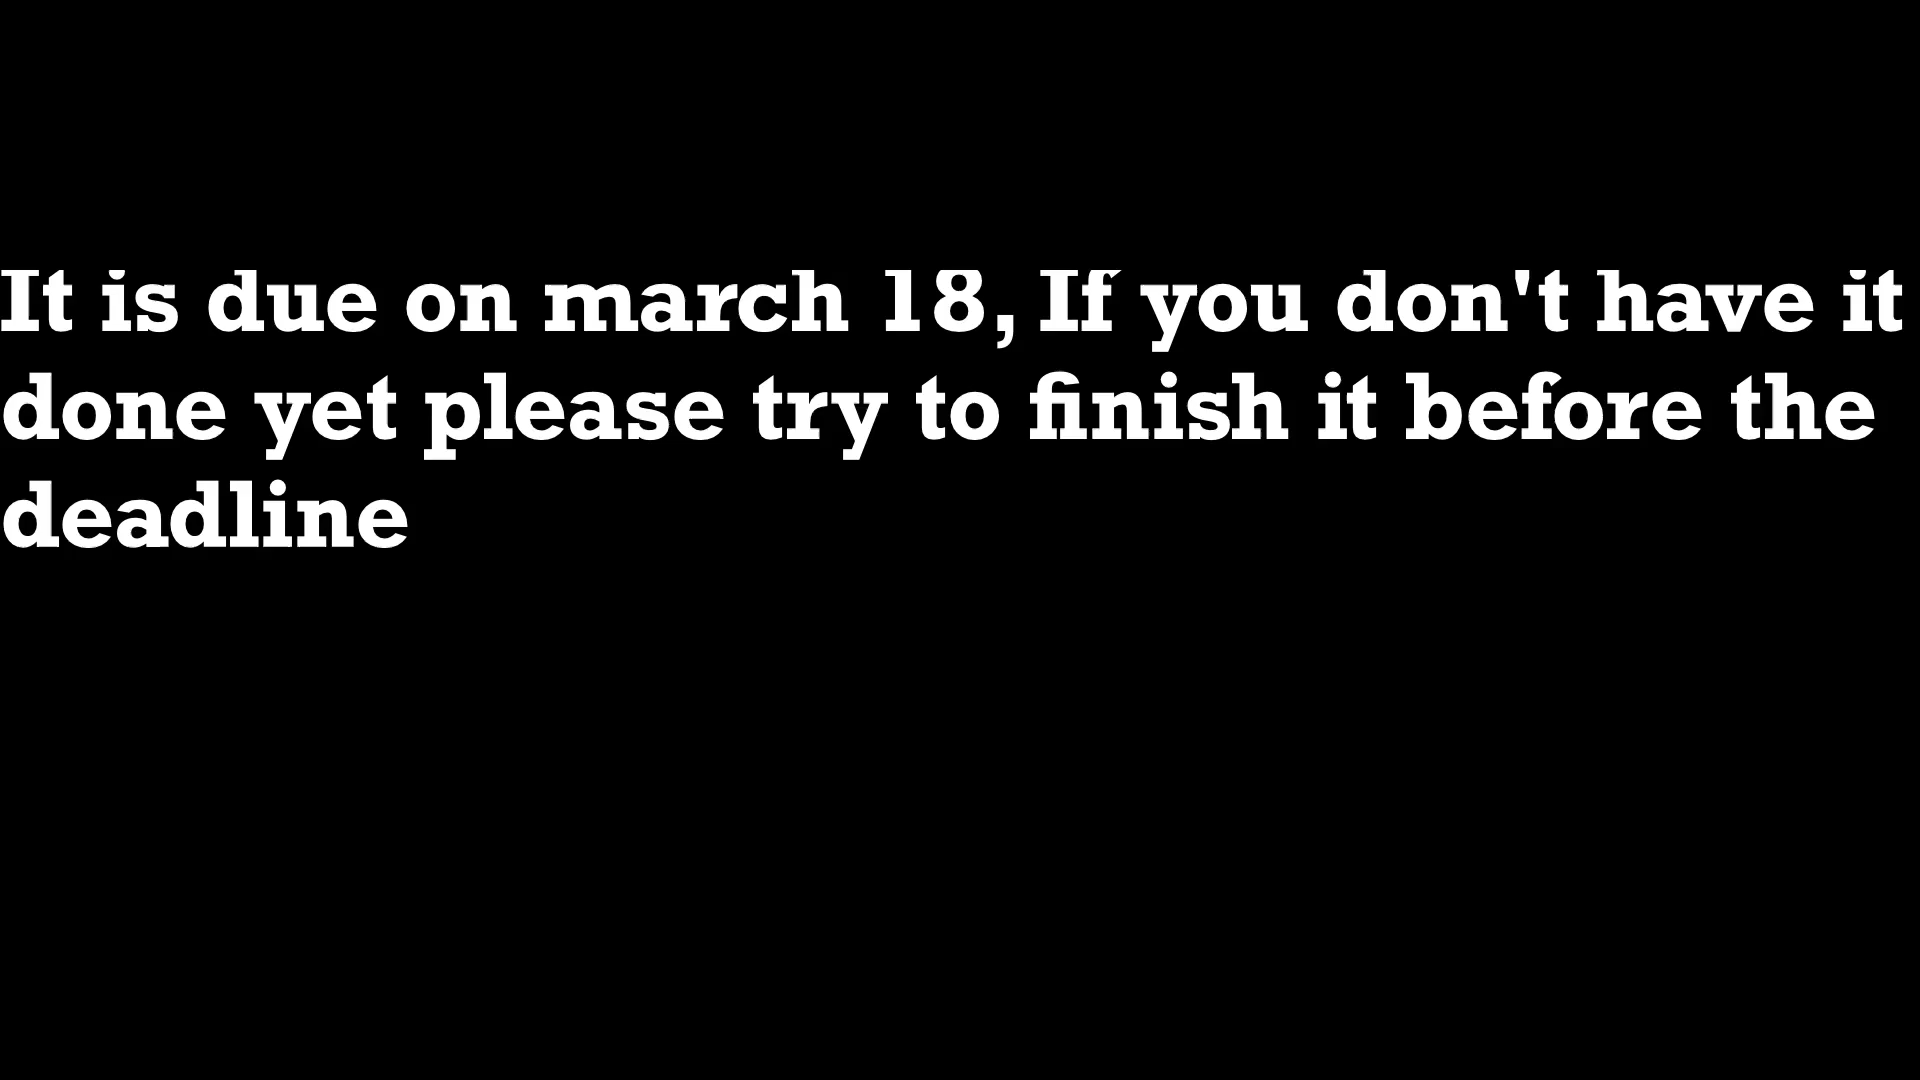 It is due on march 18, If you don't have it
done yet please try to finish it before the
deadline